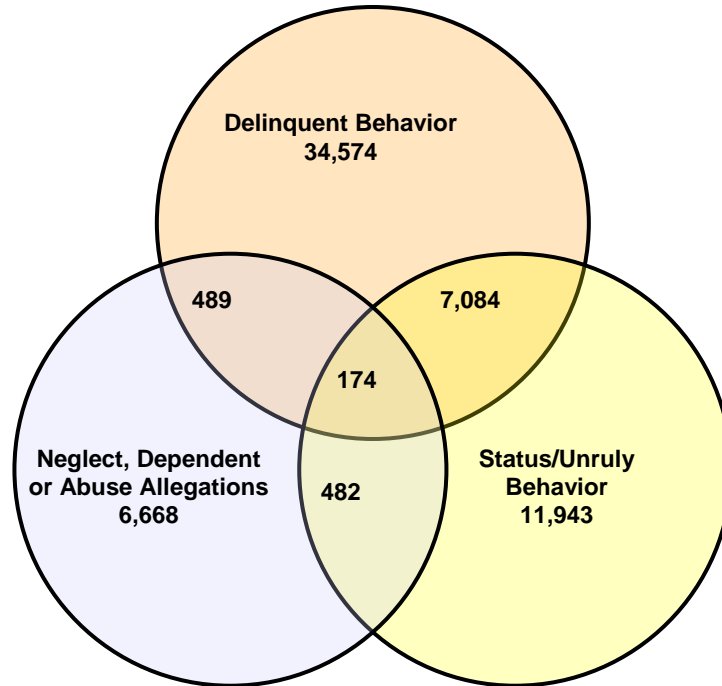 Delinquent Behavior
34,574
489
7,084
174
Neglect, Dependent
or Abuse Allegations
6,668
482
Status/Unruly
Behavior
11,943